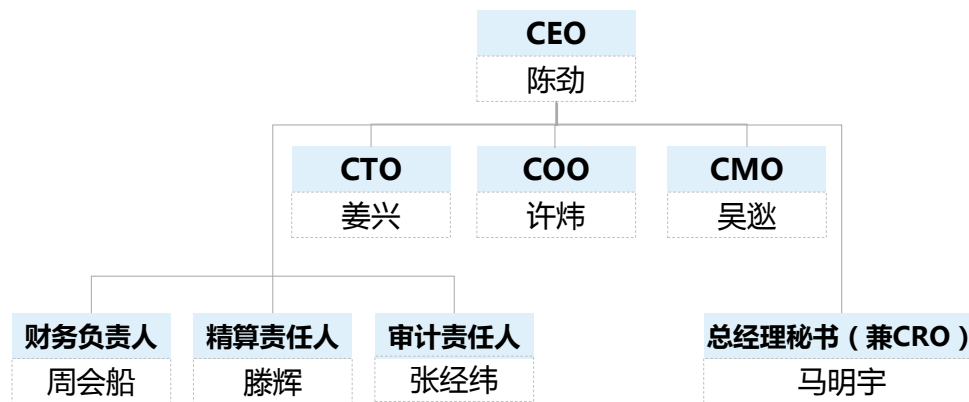 CEO
陈劲
CTO
COO
CMO
姜兴
许炜
吴逖
财务负责人
精算责任人
审计责任人
总经理秘书（兼CRO）
周会船
滕辉
张经纬
马明宇